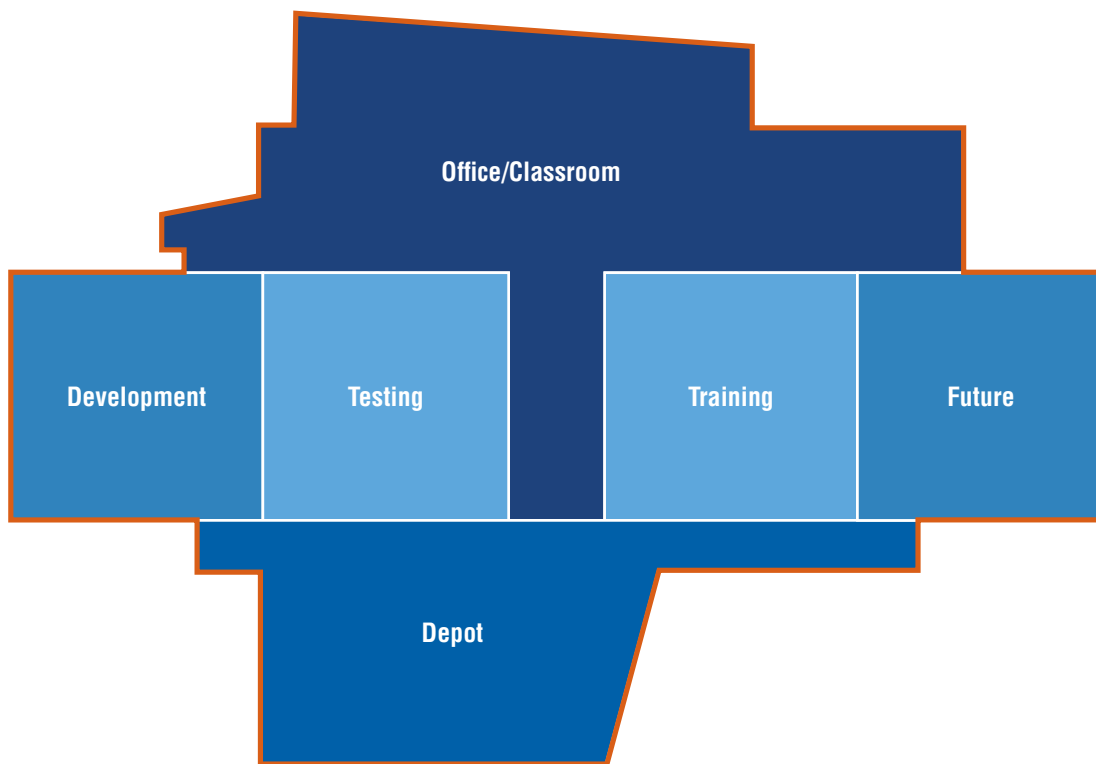 Office/Classroom
Development
Testing
Training
Future
Depot